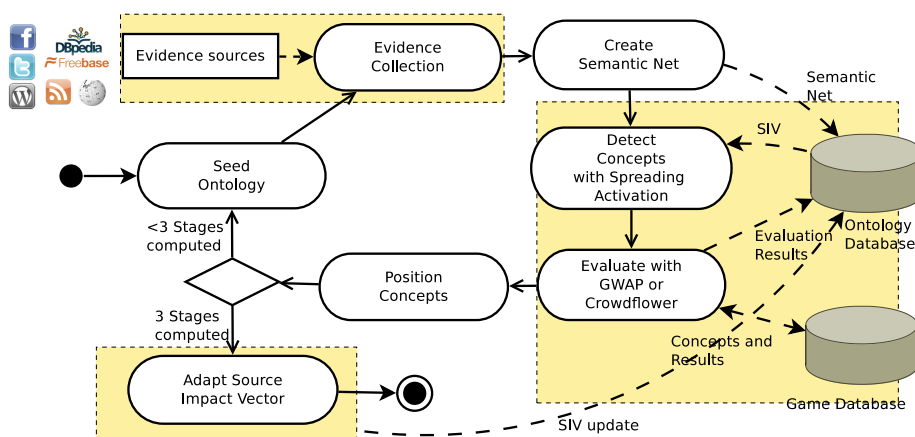 DBpedia
Freebase
f
t
W
Evidence sources
Evidence
Collection
Create
Semantic Net
Semantic
Net
Seed
Ontology
Detect
Concepts
with Spreading
Activation
SIV
Ontology
Database
<3 Stages
computed
Position
Concepts
Evaluate with
GWAP or
Crowdflower
Evaluation
Results
3 Stages
computed
Concepts and
Results
Adapt Source
Impact Vector
Game Database
SIV update